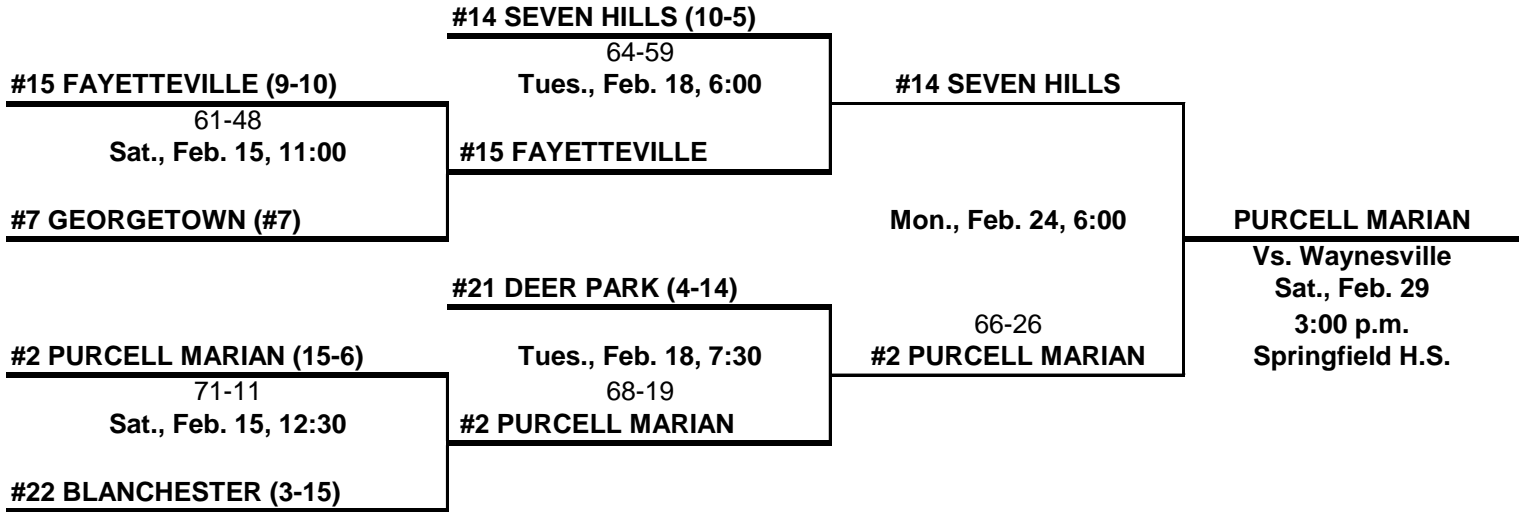 #14 SEVEN HILLS (10-5)
64-59
#15 FAYETTEVILLE (9-10)
Tues., Feb. 18, 6:00
#14 SEVEN HILLS
61-48
Sat., Feb. 15, 11:00
#15 FAYETTEVILLE
#7 GEORGETOWN (#7)
Mon., Feb. 24, 6:00
PURCELL MARIAN
Vs. Waynesville
#21 DEER PARK (4-14)
Sat., Feb. 29
66-26
3:00 p.m.
#2 PURCELL MARIAN (15-6)
Tues., Feb. 18, 7:30
#2 PURCELL MARIAN
Springfield H.S.
71-11
68-19
Sat., Feb. 15, 12:30
#2 PURCELL MARIAN
#22 BLANCHESTER (3-15)